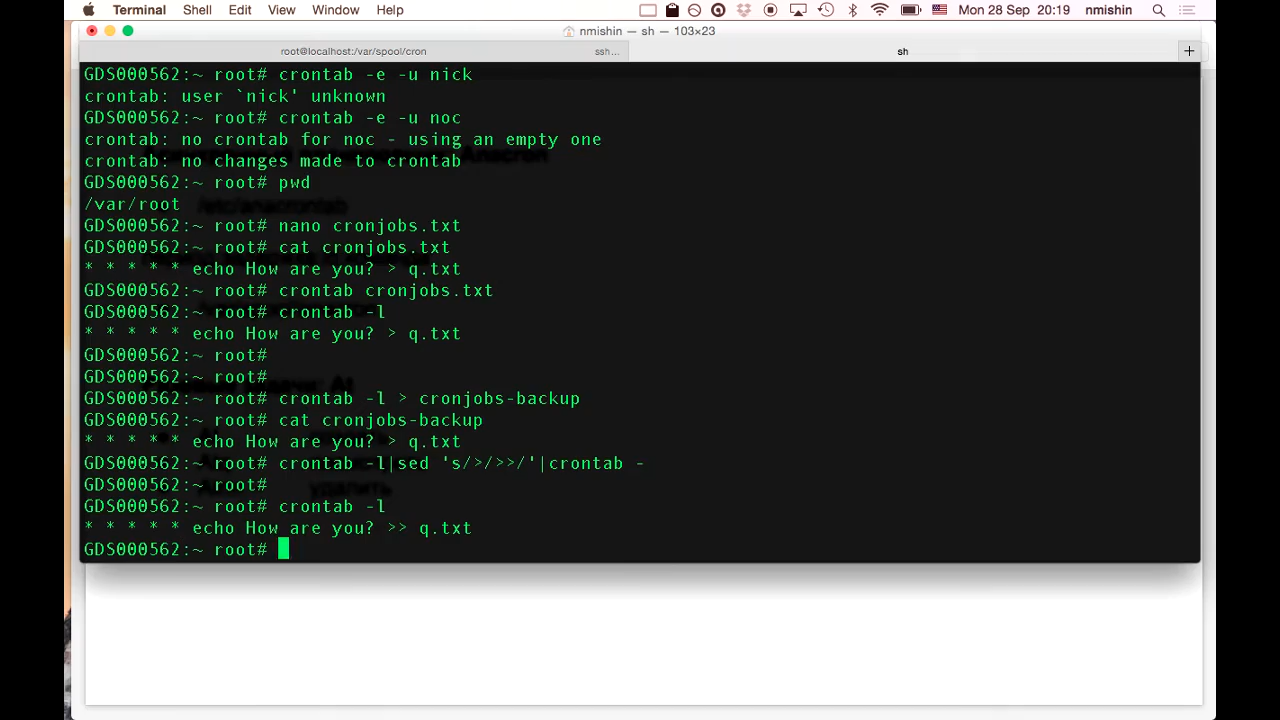 Terminal Shell Edit View Window Help Mon 28 Sep 20:19 nmishin
nmishin — sh — 103×23
root@localhost:/var/spool/cron ssh... sh +
GDS000562:~ root# crontab -e -u nick
crontab: user `nick' unknown
GDS000562:~ root# crontab -e -u noc
crontab: no crontab for noc - using an empty one
crontab: no changes made to crontab
GDS000562:~ root# pwd
/var/root
/etc/anacrontab
GDS000562:~ root# nano cronjobs.txt
GDS000562:~ root# cat cronjobs.txt
* * * * * echo How are you? > q.txt
GDS000562:~ root# crontab cronjobs.txt
GDS000562:~ root# crontab -l
* * * * * echo How are you? > q.txt
GDS000562:~ root#
GDS000562:~ root#
GDS000562:~ root# crontab -l > cronjobs-backup
GDS000562:~ root# cat cronjobs-backup
* * * * * echo How are you? > q.txt
GDS000562:~ root# crontab -l|sed 's/>/>>/'|crontab -
GDS000562:~ root#
удалить
GDS000562:~ root# crontab -l
* * * * * echo How are you? >> q.txt
GDS000562:~ root#